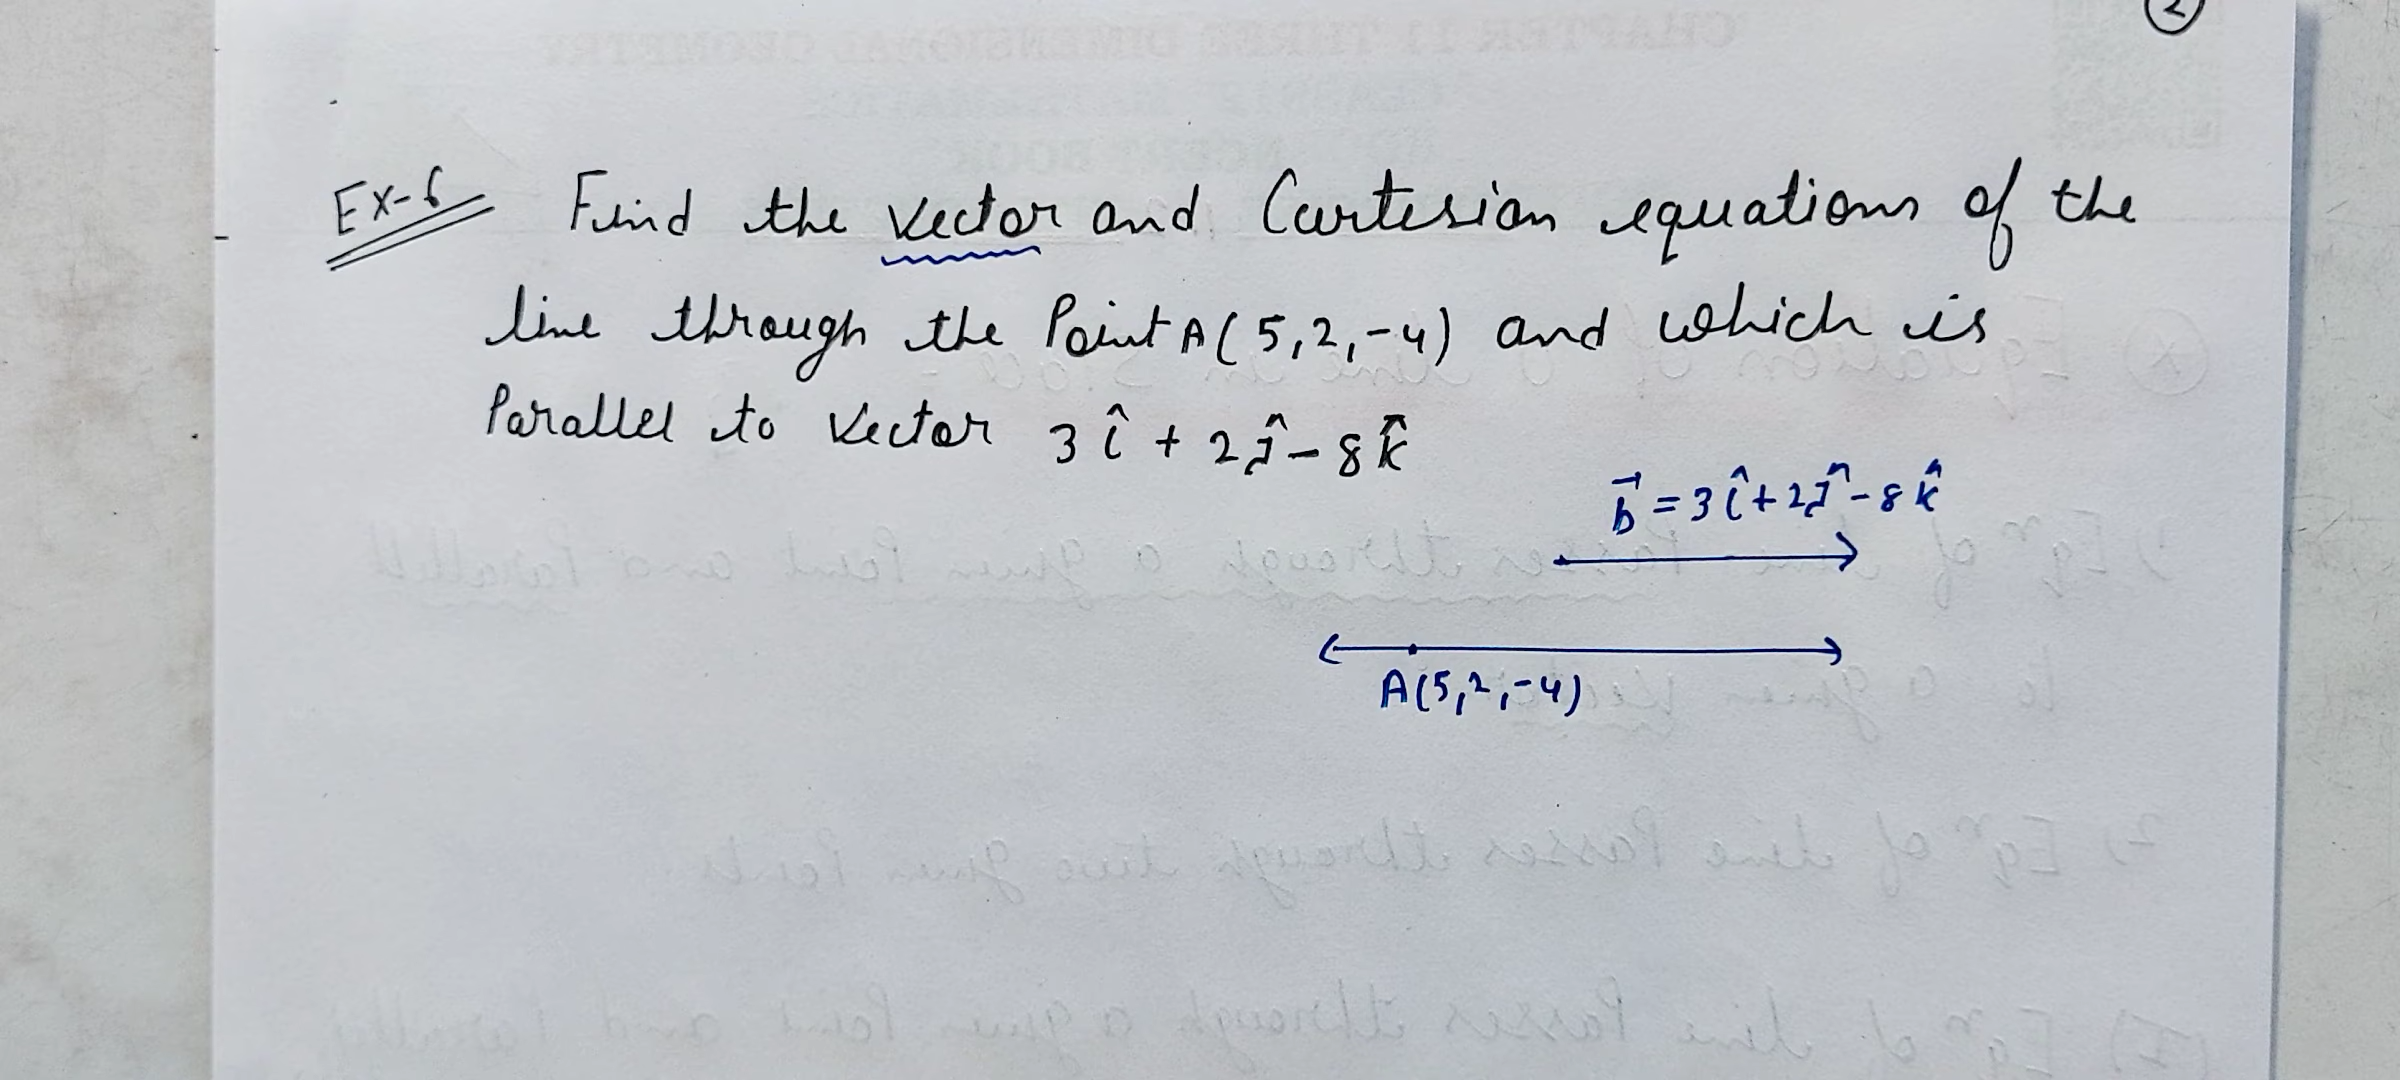 2
Ex-6 Find the vector and Cartesian equations of the
line through the Point A(5,2,-4) and which is
Parallel to vector 3î + 2ĵ - 8k̂
b⃗ = 3î + 2ĵ - 8k̂
A(5,2,-4)